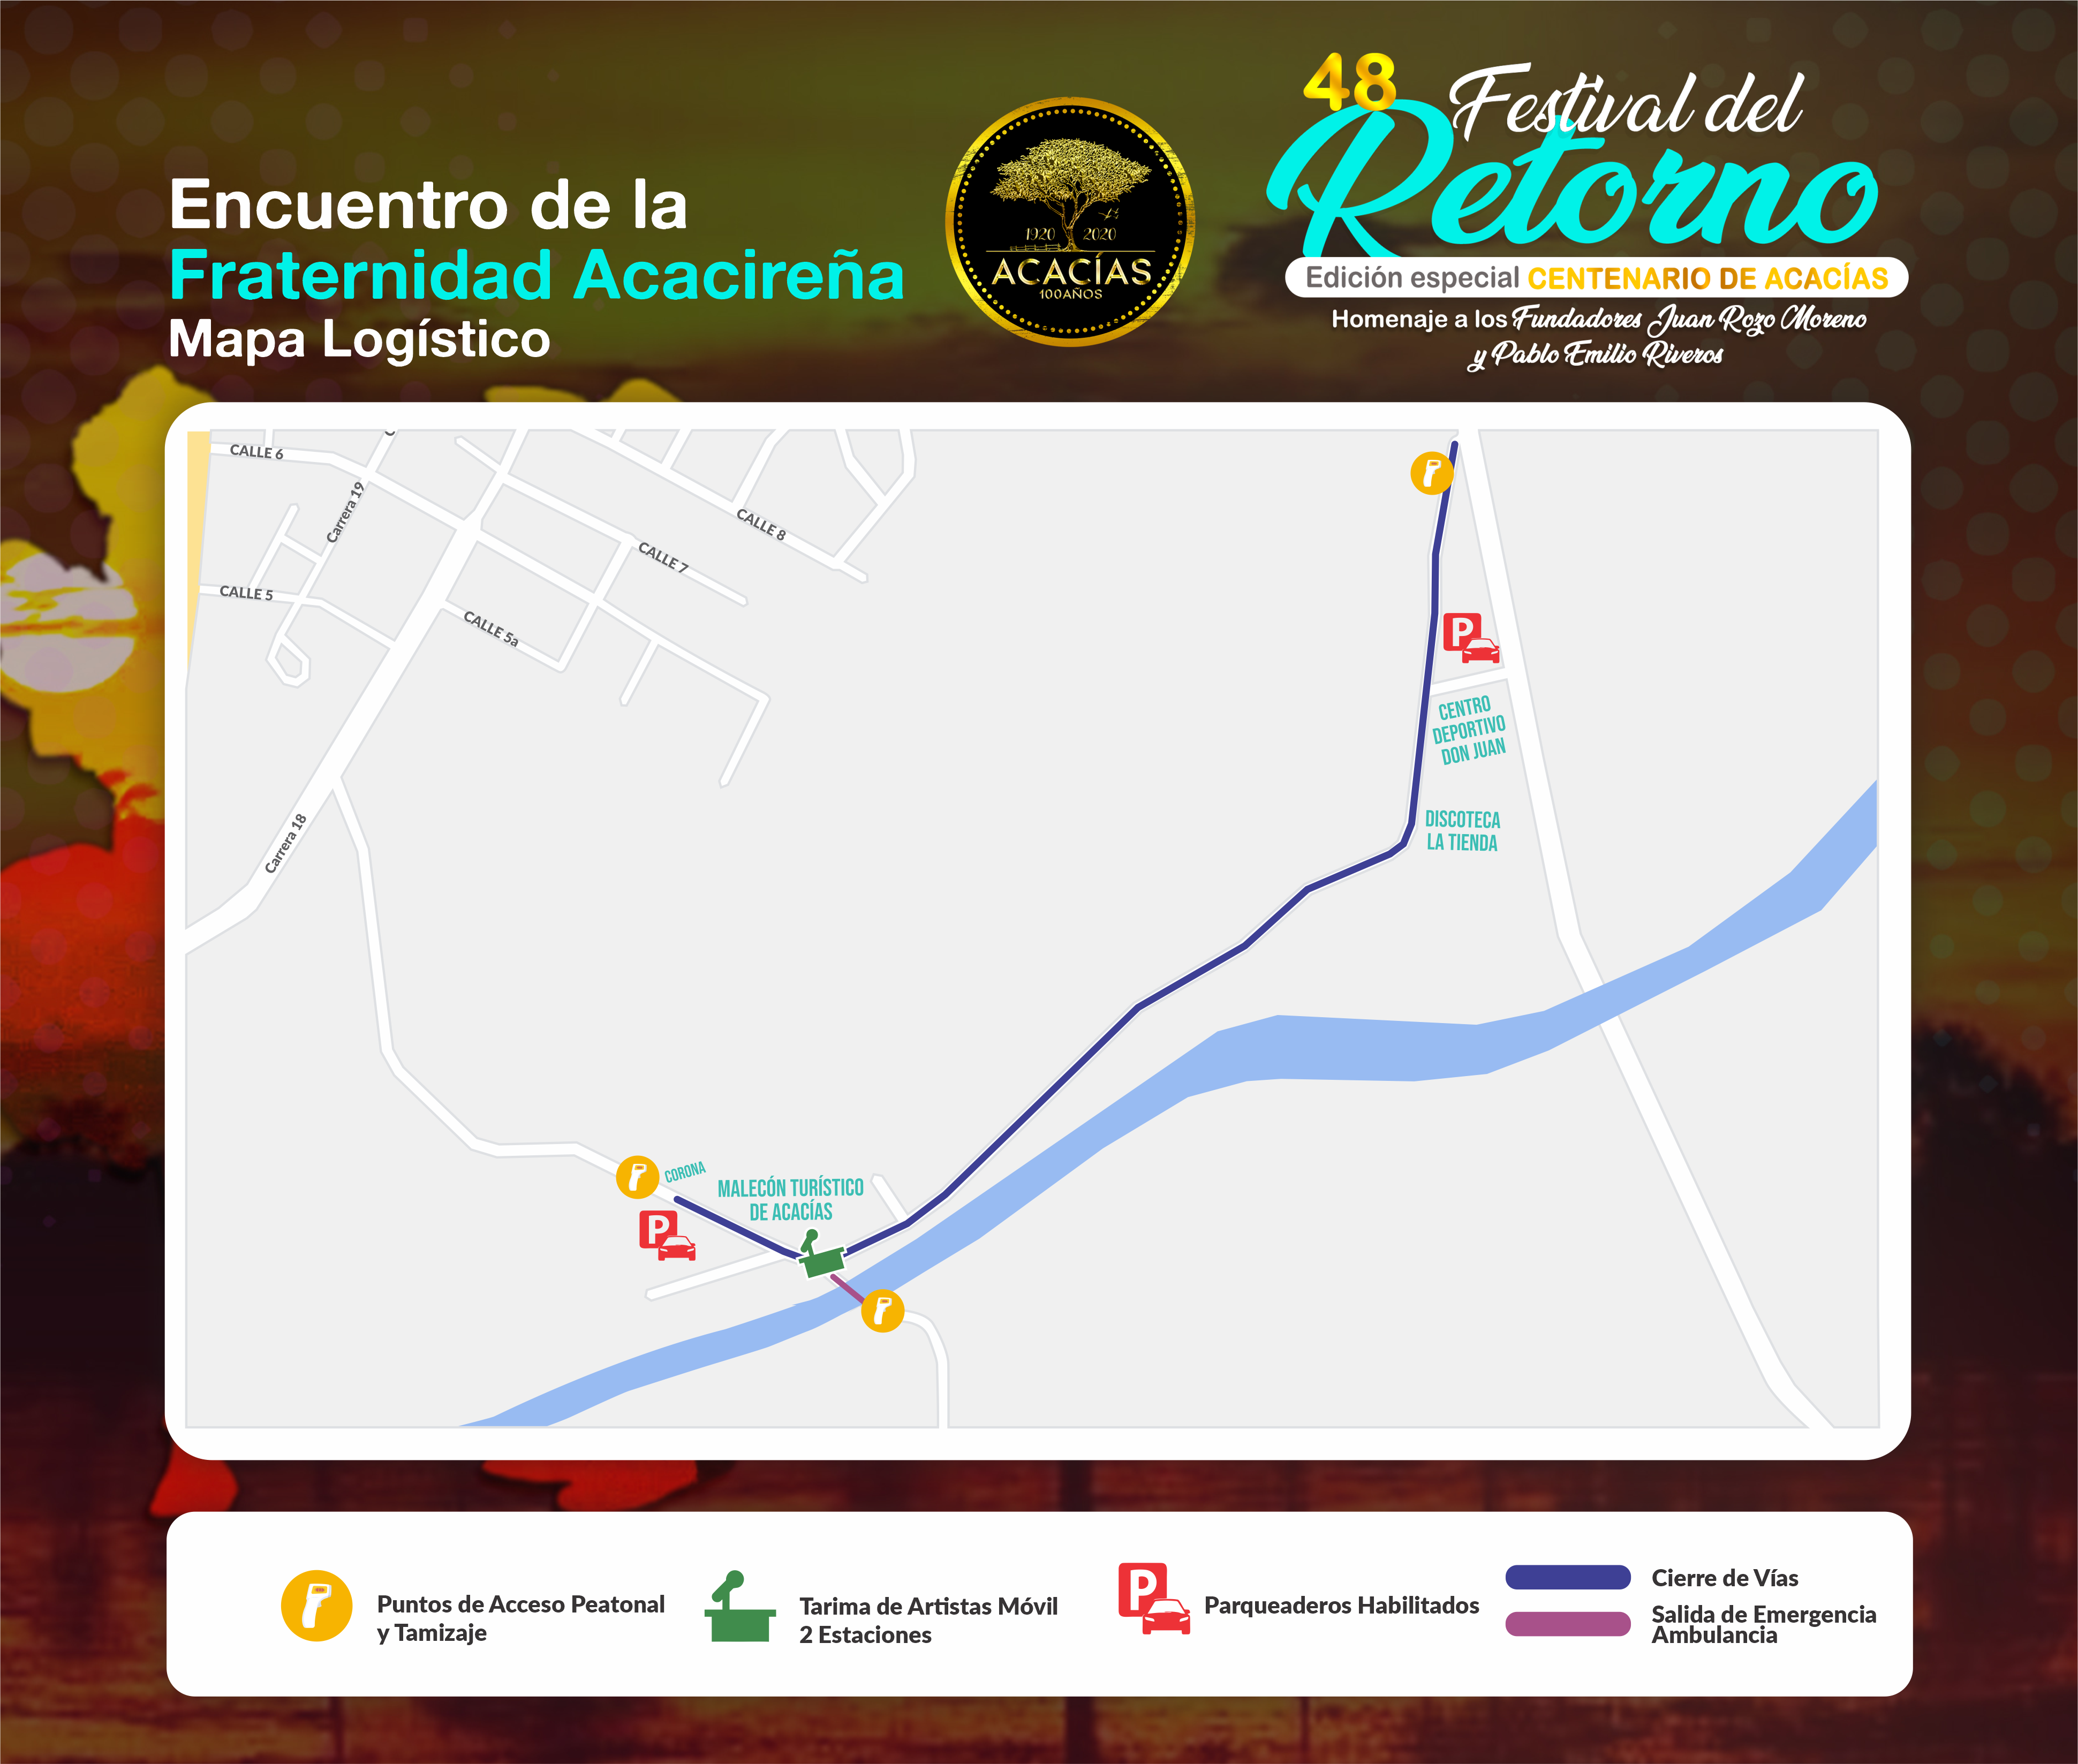 48
Festival del
Retorno
Edición especial CENTENARIO DE ACACÍAS
Homenaje a los Fundadores Juan Rozo Moreno
y Pablo Emilio Riveros
Encuentro de la
Fraternidad Acacireña
Mapa Logístico
1920 2020
ACACÍAS
100AÑOS
CALLE 6
Carrera 19
CALLE 8
CALLE 7
CALLE 5
CALLE 5a
Carrera 18
P
CENTRO
DEPORTIVO
DON JUAN
DISCOTECA
LA TIENDA
CORONA
MALECÓN TURÍSTICO
DE ACACÍAS
P
Puntos de Acceso Peatonal
y Tamizaje
Tarima de Artistas Móvil
2 Estaciones
P
Parqueaderos Habilitados
Cierre de Vías
Salida de Emergencia
Ambulancia